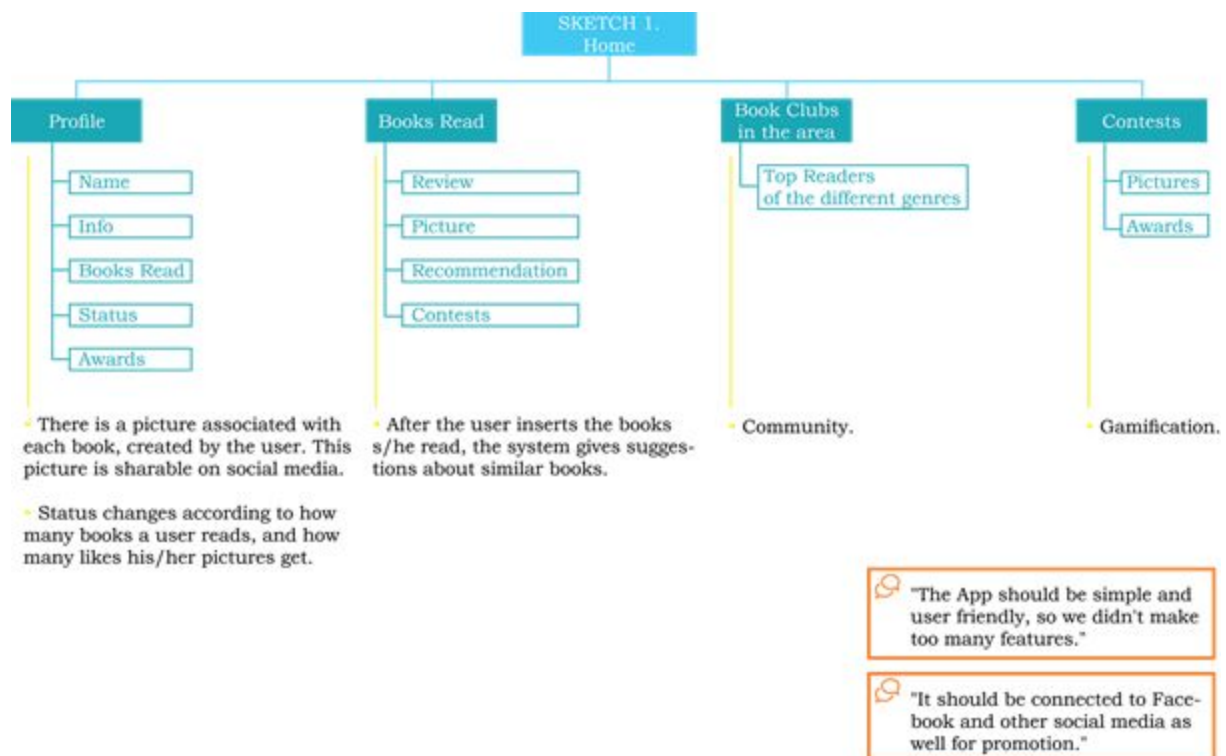 SKETCH 1.
Home
Profile
Name
Info
Books Read
Status
Awards
Books Read
Review
Picture
Recommendation
Contests
Book Clubs
in the area
Top Readers
of the different genres
Contests
Pictures
Awards
There is a picture associated with
each book, created by the user. This
picture is sharable on social media.
Status changes according to how
many books a user reads, and how
many likes his/her pictures get.
After the user inserts the books
s/he read, the system gives sugges-
tions about similar books.
Community.
Gamification.
"The App should be simple and
user friendly, so we didn't make
too many features."
"It should be connected to Face-
book and other social media as
well for promotion."